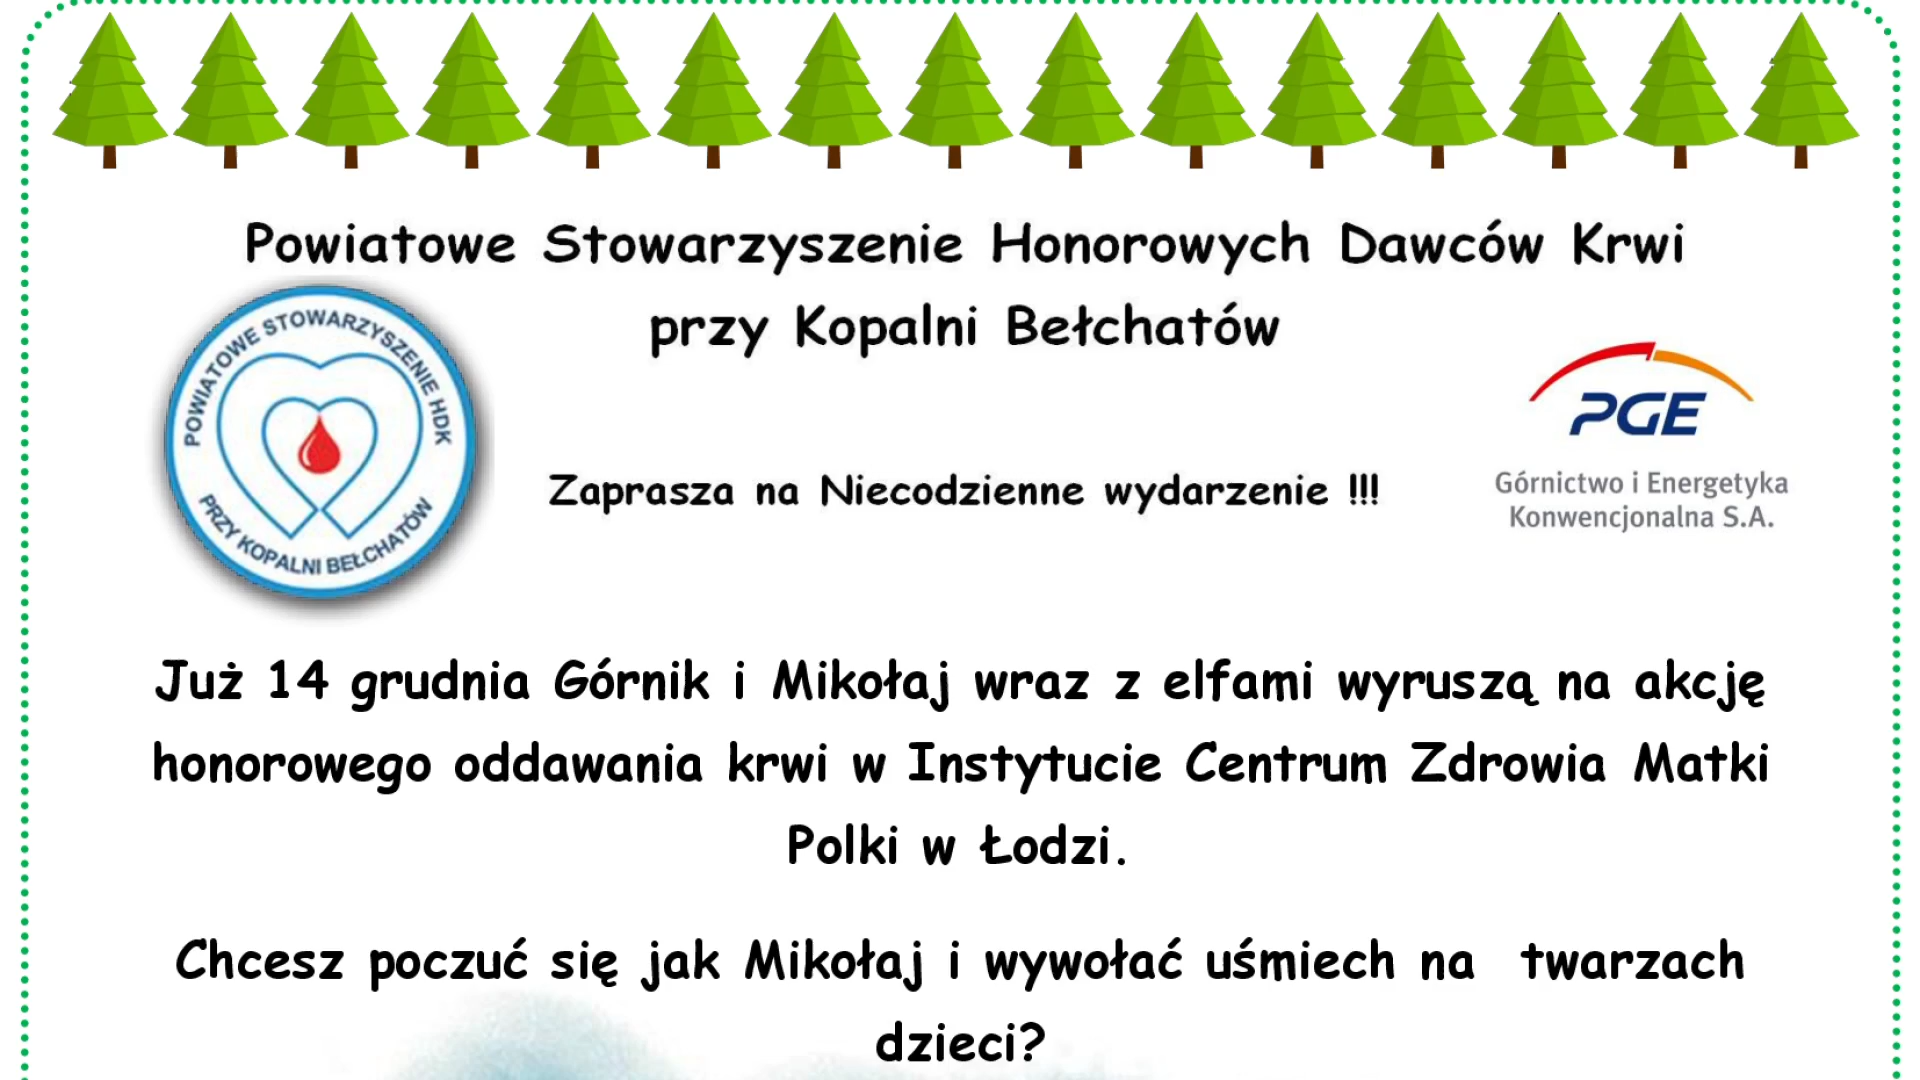 Powiatowe Stowarzyszenie Honorowych Dawców Krwi
przy Kopalni Bełchatów
POWIATOWE STOWARZYSZENIE HDK
PRZY KOPALNI BEŁCHATÓW
PGE
Górnictwo i Energetyka
Konwencjonalna S.A.
Zaprasza na Niecodzienne wydarzenie !!!
Już 14 grudnia Górnik i Mikołaj wraz z elfami wyruszą na akcję
honorowego oddawania krwi w Instytucie Centrum Zdrowia Matki
Polki w Łodzi.
Chcesz poczuć się jak Mikołaj i wywołać uśmiech na  twarzach
dzieci?